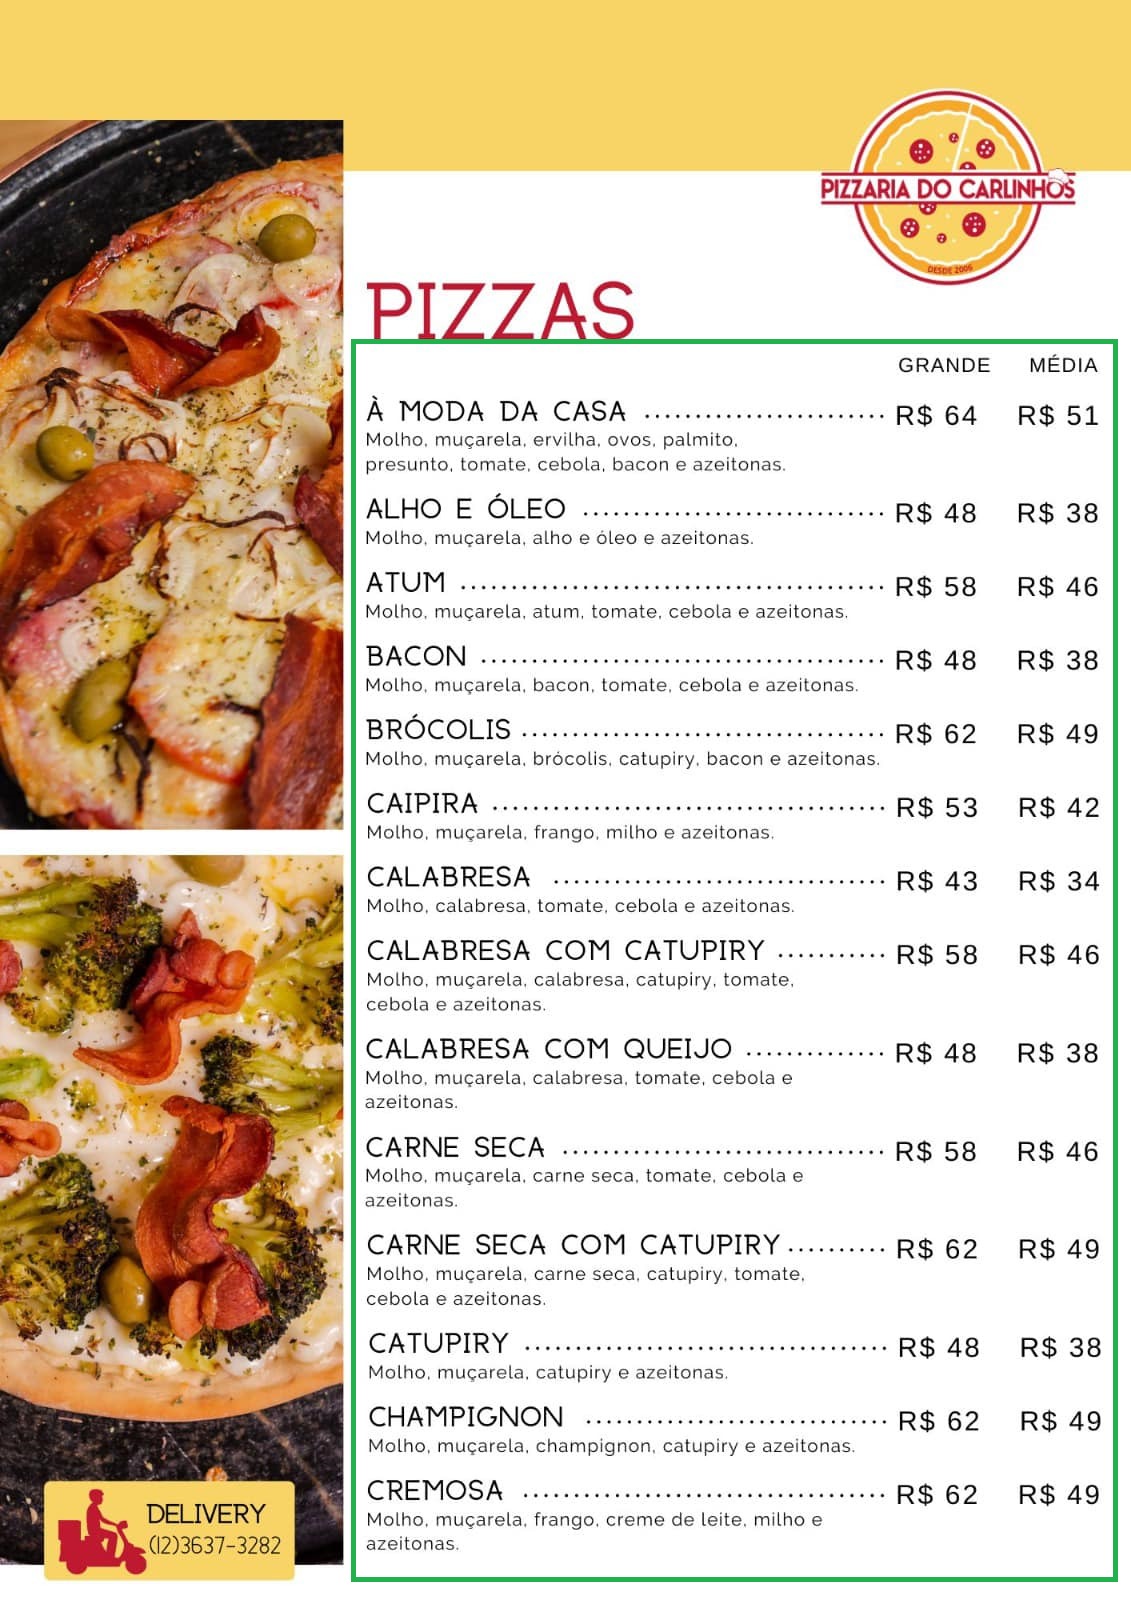 PIZZARIA DO CARLINHOS
DESDE 2005
PIZZAS
GRANDE MÉDIA
À MODA DA CASA ........................ R$ 64 R$ 51
Molho, muçarela, ervilha, ovos, palmito,
presunto, tomate, cebola, bacon e azeitonas.
ALHO E ÓLEO .............................. R$ 48 R$ 38
Molho, muçarela, alho e óleo e azeitonas.
ATUM .......................................... R$ 58 R$ 46
Molho, muçarela, atum, tomate, cebola e azeitonas.
BACON ........................................ R$ 48 R$ 38
Molho, muçarela, bacon, tomate, cebola e azeitonas.
BRÓCOLIS .................................... R$ 62 R$ 49
Molho, muçarela, brócolis, catupiry, bacon e azeitonas.
CAIPIRA ....................................... R$ 53 R$ 42
Molho, muçarela, frango, milho e azeitonas.
CALABRESA ................................. R$ 43 R$ 34
Molho, calabresa, tomate, cebola e azeitonas.
CALABRESA COM CATUPIRY ........... R$ 58 R$ 46
Molho, muçarela, calabresa, catupiry, tomate,
cebola e azeitonas.
CALABRESA COM QUEIJO .............. R$ 48 R$ 38
Molho, muçarela, calabresa, tomate, cebola e
azeitonas.
CARNE SECA ................................ R$ 58 R$ 46
Molho, muçarela, carne seca, tomate, cebola e
azeitonas.
CARNE SECA COM CATUPIRY .......... R$ 62 R$ 49
Molho, muçarela, carne seca, catupiry, tomate,
cebola e azeitonas.
CATUPIRY .................................... R$ 48 R$ 38
Molho, muçarela, catupiry e azeitonas.
CHAMPIGNON .............................. R$ 62 R$ 49
Molho, muçarela, champignon, catupiry e azeitonas.
CREMOSA .................................... R$ 62 R$ 49
Molho, muçarela, frango, creme de leite, milho e
azeitonas.
DELIVERY
(12)3637-3282